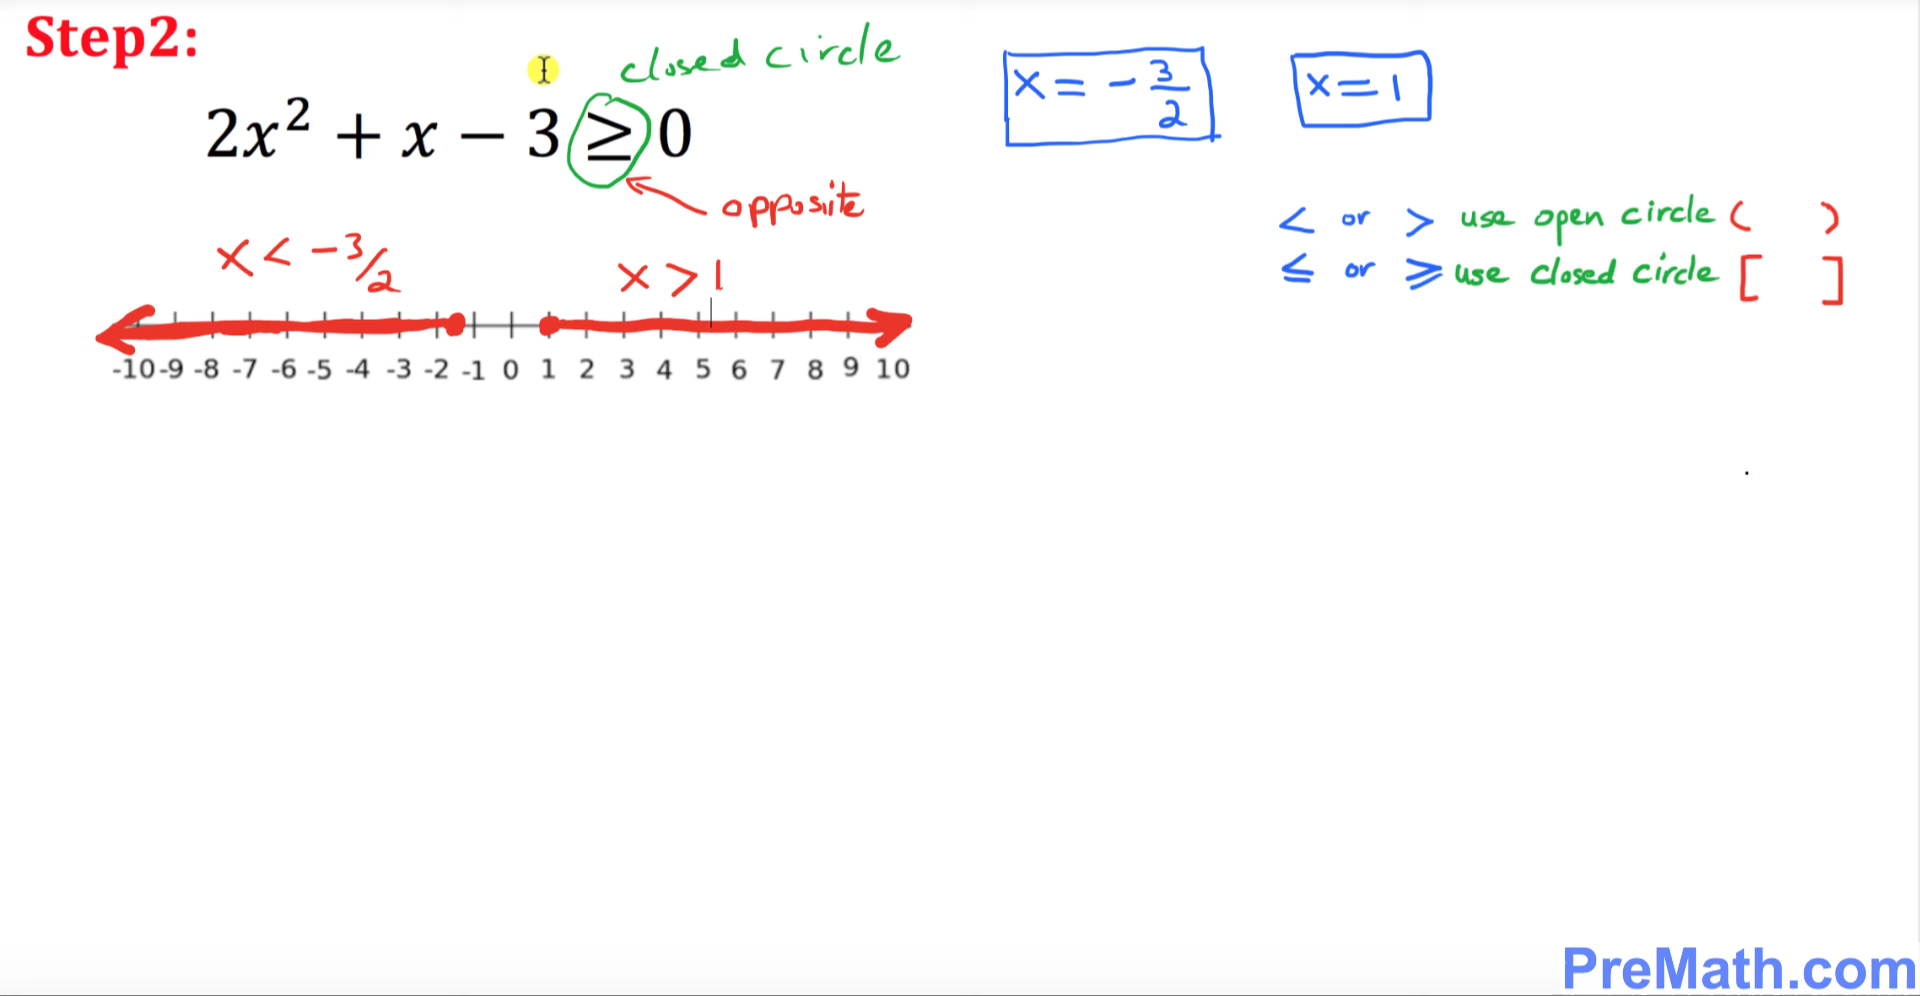 Step2:
closed circle
2x² + x − 3 ≥ 0
opposite
x = - 3/2
x = 1
< or > use open circle ( )
≤ or ≥ use closed circle [ ]
x < -3/2
x > 1
-10 -9 -8 -7 -6 -5 -4 -3 -2 -1 0 1 2 3 4 5 6 7 8 9 10
PreMath.com